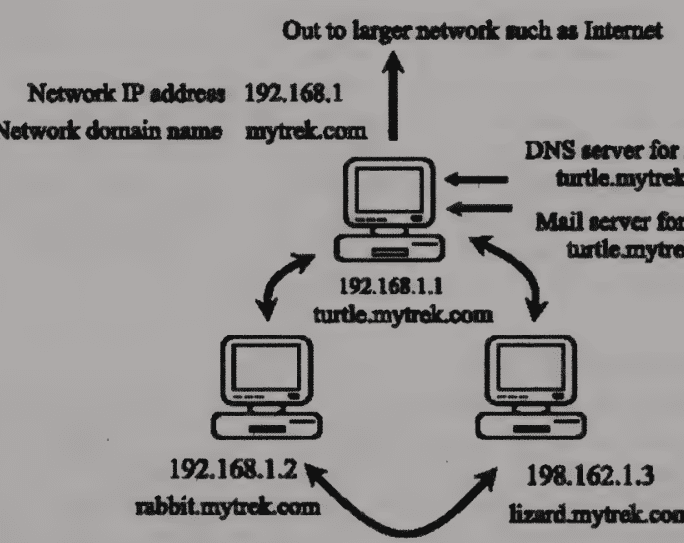 Out to larger network such as Internet
Network IP address 192.168.1
Network domain name mytrek.com
DNS server for
turtle.mytrek
Mail server for
turtle.mytre
192.168.1.1
turtle.mytrek.com
192.168.1.2
rabbit.mytrek.com
198.162.1.3
lizard.mytrek.com